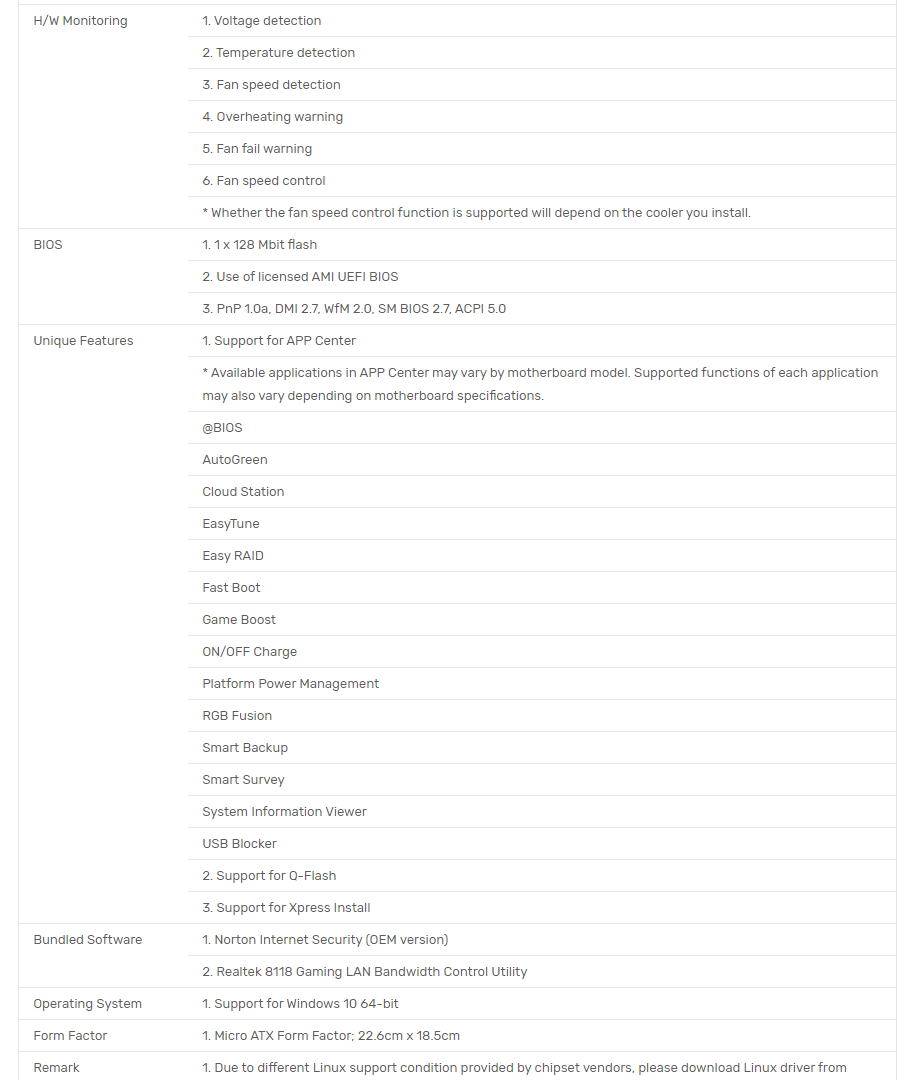 H/W Monitoring
1. Voltage detection
2. Temperature detection
3. Fan speed detection
4. Overheating warning
5. Fan fail warning
6. Fan speed control
* Whether the fan speed control function is supported will depend on the cooler you install.
BIOS
1. 1 x 128 Mbit flash
2. Use of licensed AMI UEFI BIOS
3. PnP 1.0a, DMI 2.7, WfM 2.0, SM BIOS 2.7, ACPI 5.0
Unique Features
1. Support for APP Center
* Available applications in APP Center may vary by motherboard model. Supported functions of each application
may also vary depending on motherboard specifications.
@BIOS
AutoGreen
Cloud Station
EasyTune
Easy RAID
Fast Boot
Game Boost
ON/OFF Charge
Platform Power Management
RGB Fusion
Smart Backup
Smart Survey
System Information Viewer
USB Blocker
2. Support for Q-Flash
3. Support for Xpress Install
Bundled Software
1. Norton Internet Security (OEM version)
2. Realtek 8118 Gaming LAN Bandwidth Control Utility
Operating System
1. Support for Windows 10 64-bit
Form Factor
1. Micro ATX Form Factor; 22.6cm x 18.5cm
Remark
1. Due to different Linux support condition provided by chipset vendors, please download Linux driver from